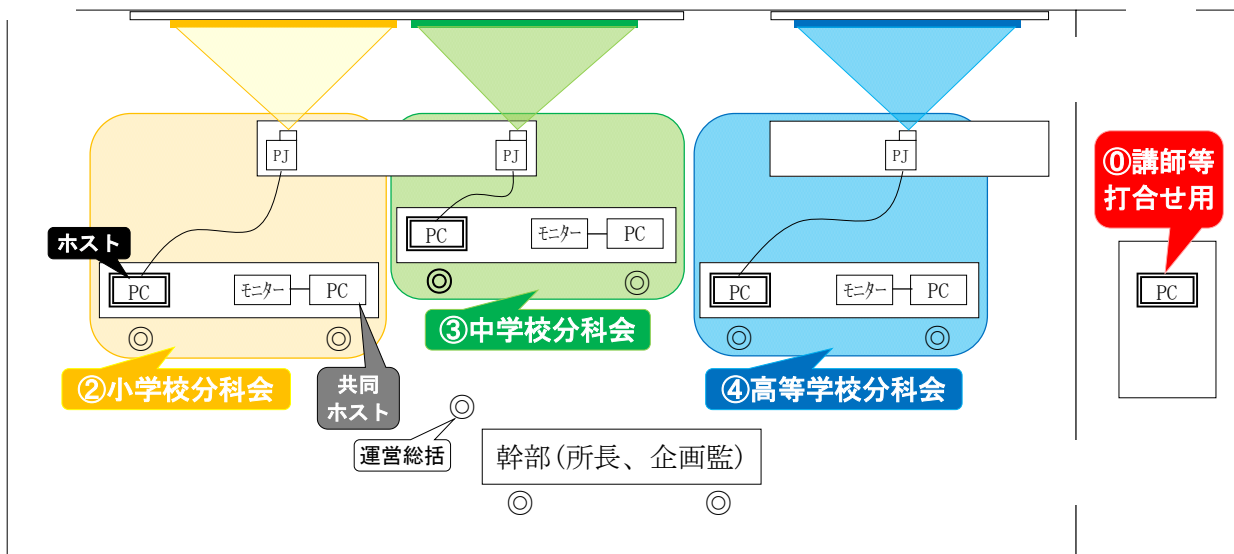 PJ
PJ
PJ
⓪講師等
打合せ用
ホスト
PC
モニター
PC
PC
モニター
PC
PC
モニター
PC
PC
③中学校分科会
②小学校分科会
共同
ホスト
④高等学校分科会
運営総括
幹部(所長、企画監)